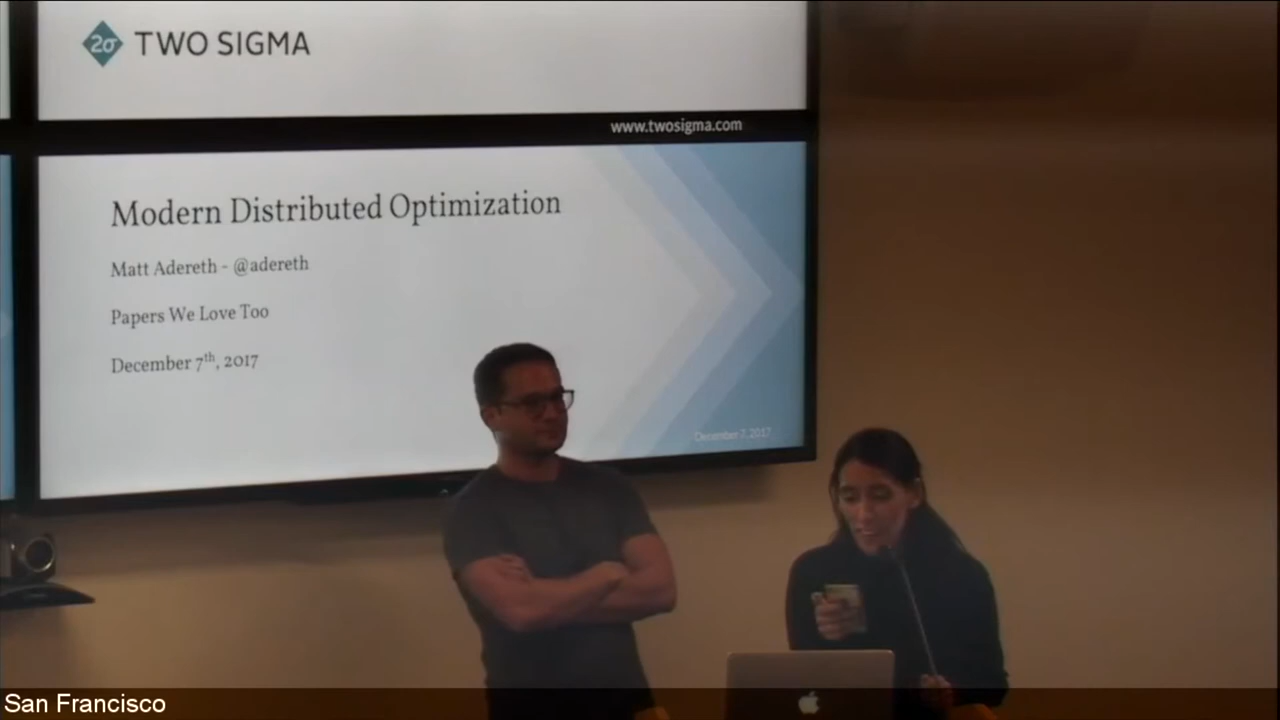 2σ TWO SIGMA
www.twosigma.com
Modern Distributed Optimization
Matt Adereth - @adereth
Papers We Love Too
December 7th, 2017
December 7, 2017
San Francisco